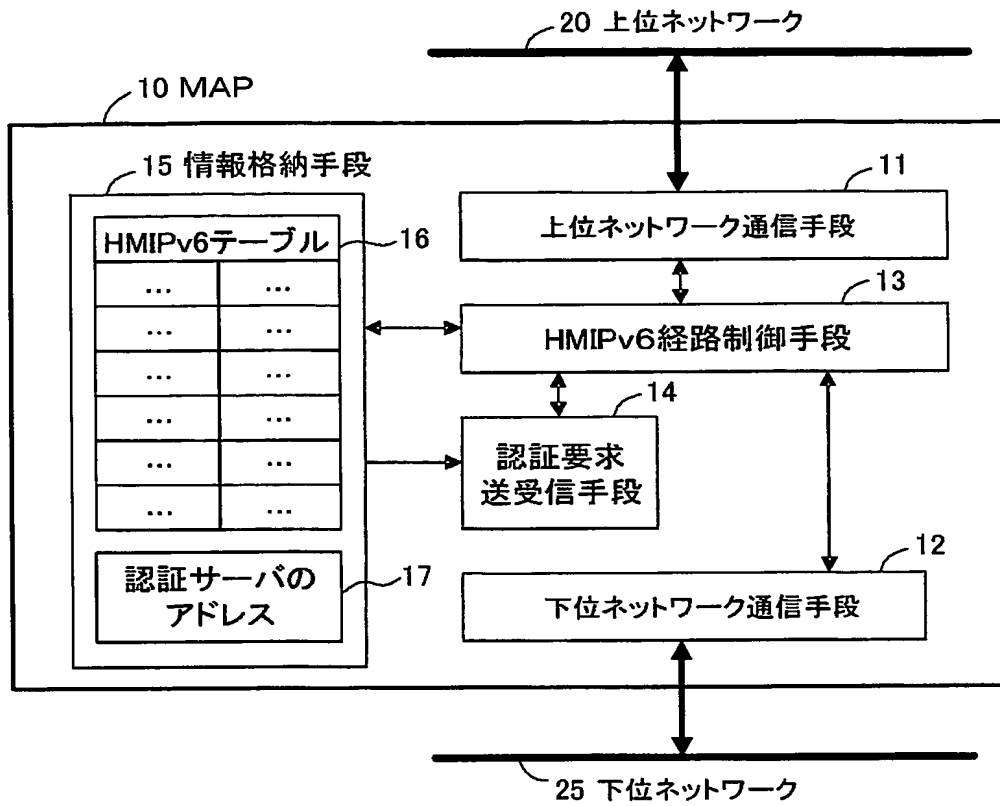 20 上位ネットワーク
10 MAP
15 情報格納手段
11
上位ネットワーク通信手段
HMIPv6テーブル
16
... ...
... ...
... ...
... ...
... ...
... ...
13
HMIPv6経路制御手段
14
認証要求
送受信手段
認証サーバの
アドレス
17
12
下位ネットワーク通信手段
25 下位ネットワーク